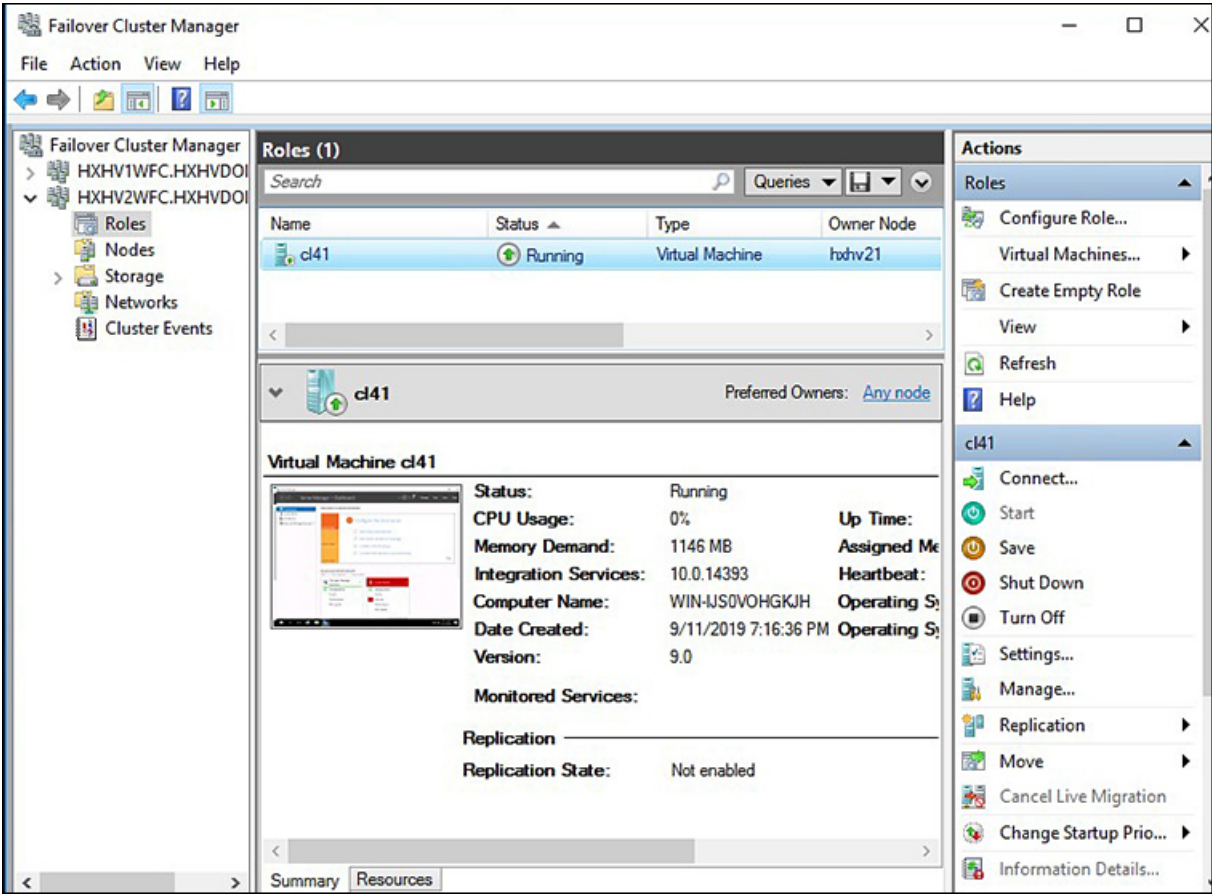 Failover Cluster Manager
File Action View Help
Failover Cluster Manager
HXHV1WFC.HXHVDOI
HXHV2WFC.HXHVDOI
Roles
Nodes
Storage
Networks
Cluster Events
Roles (1)
Search
Queries
Name Status Type Owner Node
cl41 Running Virtual Machine hxhv21
cl41 Preferred Owners: Any node
Virtual Machine cl41
Status: Running
CPU Usage: 0% Up Time:
Memory Demand: 1146 MB Assigned Me
Integration Services: 10.0.14393 Heartbeat:
Computer Name: WIN-IJS0VOHGKJH Operating Sy
Date Created: 9/11/2019 7:16:36 PM Operating Sy
Version: 9.0
Monitored Services:
Replication
Replication State: Not enabled
Summary Resources
Actions
Roles
Configure Role...
Virtual Machines...
Create Empty Role
View
Refresh
Help
cl41
Connect...
Start
Save
Shut Down
Turn Off
Settings...
Manage...
Replication
Move
Cancel Live Migration
Change Startup Prio...
Information Details...